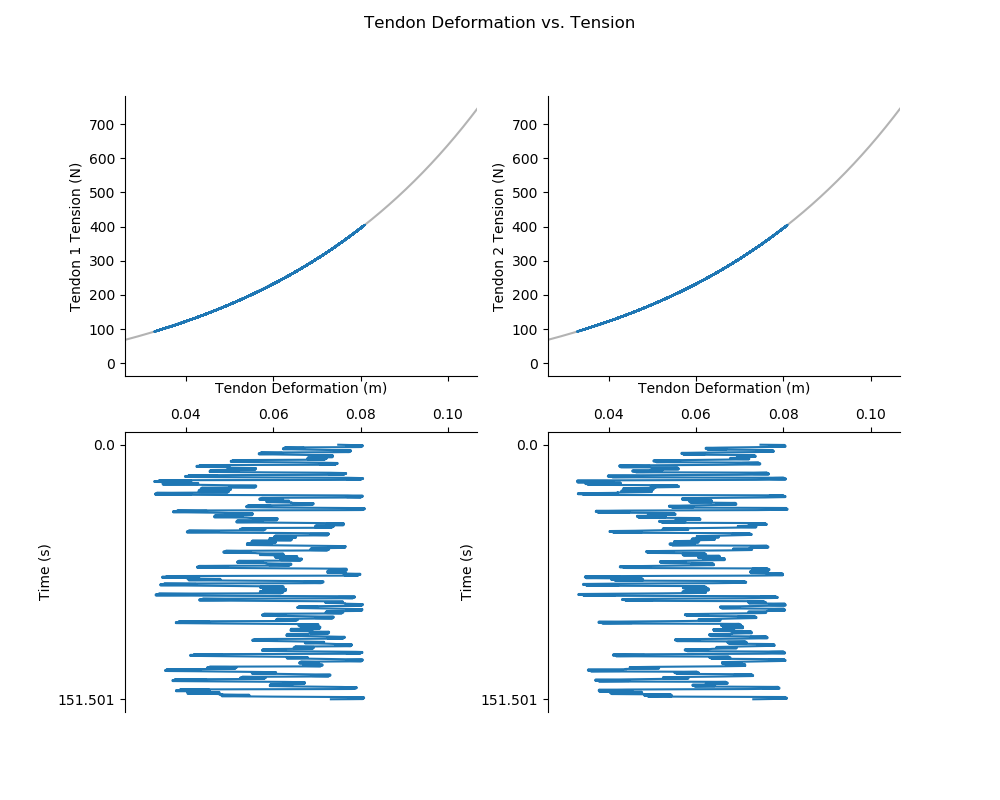 Tendon Deformation vs. Tension
Tendon 1 Tension (N)
700
600
500
400
300
200
100
0
Tendon Deformation (m)
0.04 0.06 0.08 0.10
Time (s)
0.0
151.501
Tendon 2 Tension (N)
700
600
500
400
300
200
100
0
Tendon Deformation (m)
0.04 0.06 0.08 0.10
Time (s)
0.0
151.501